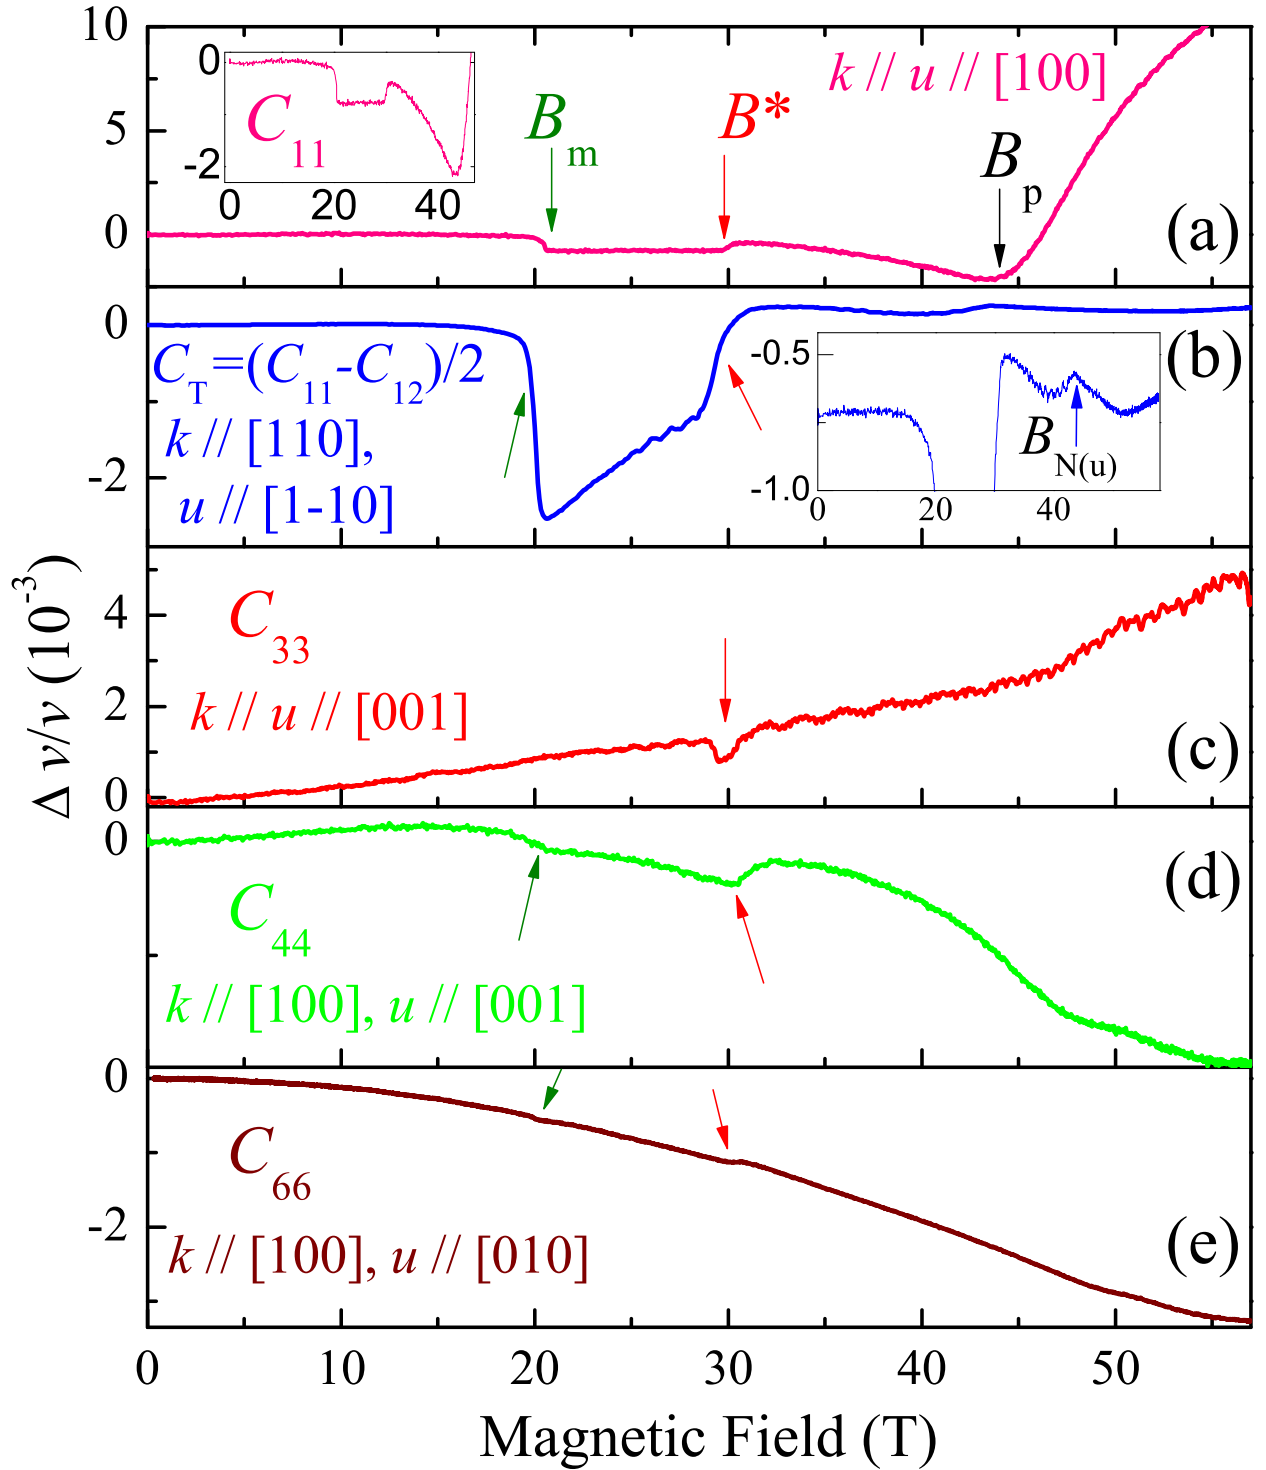 Δ v/v (10⁻³)
10
5
0
0
-2
0 20 40
C₁₁
Bₘ
B*
k // u // [100]
Bₚ
(a)
0
-2
C_T=(C₁₁-C₁₂)/2
k // [110],
u // [1-10]
-0.5
-1.0
0 20 40
B_N(u)
(b)
4
2
0
C₃₃
k // u // [001]
(c)
0
C₄₄
k // [100], u // [001]
(d)
0
-2
C₆₆
k // [100], u // [010]
(e)
0 10 20 30 40 50
Magnetic Field (T)